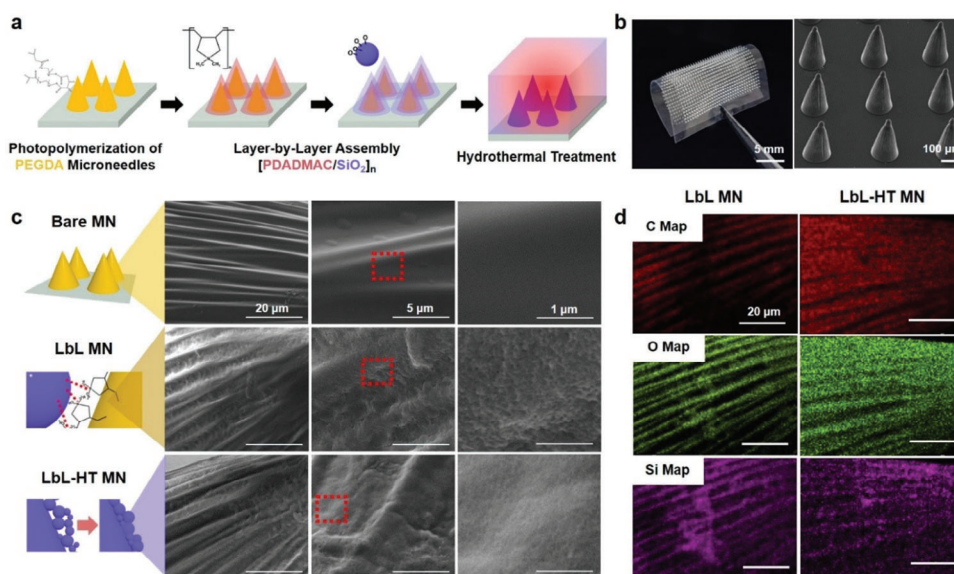 a
Photopolymerization of
PEGDA Microneedles
Layer-by-Layer Assembly
[PDADMAC/SiO₂]ₙ
Hydrothermal Treatment
b
5 mm
100 μm
c
Bare MN
20 μm
5 μm
1 μm
LbL MN
LbL-HT MN
d
LbL MN
LbL-HT MN
C Map
20 μm
O Map
Si Map